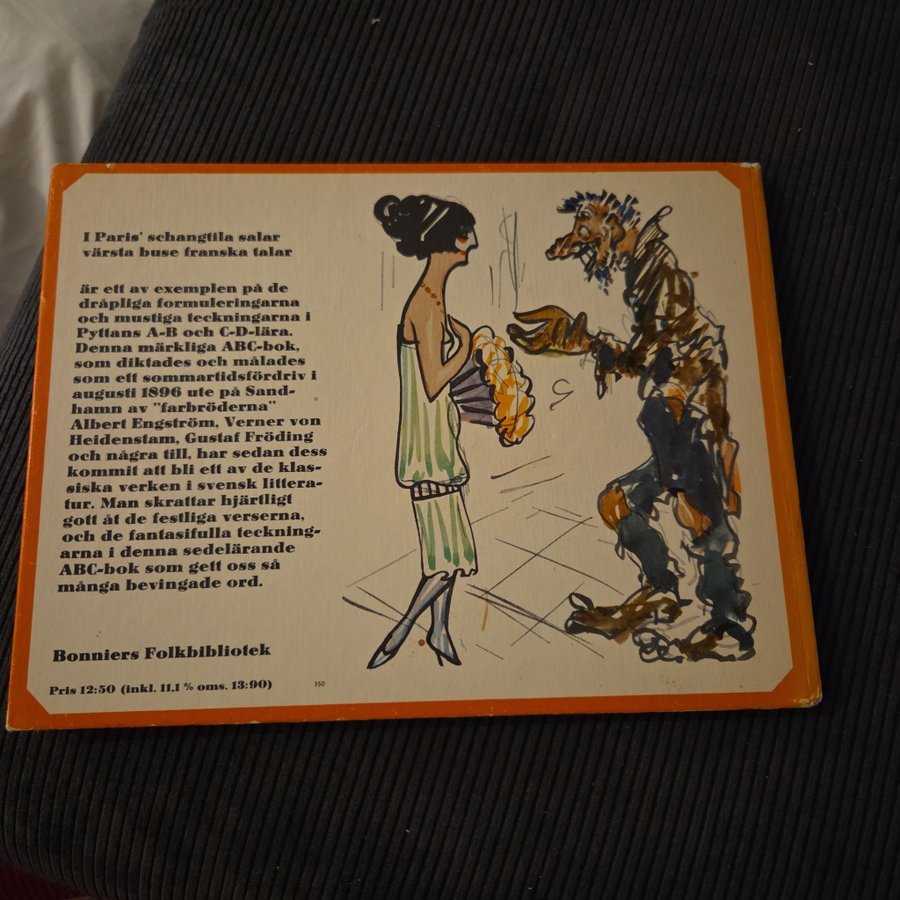 I Paris' schangtila salar
värsta buse franska talar
är ett av exemplen på de
dråpliga formuleringarna
och mustiga teckningarna i
Pyttans A-B och C-D-lära.
Denna märkliga ABC-bok,
som diktades och målades
som ett sommartidsfördriv i
augusti 1896 ute på Sand-
hamn av "farbröderna"
Albert Engström, Verner von
Heidenstam, Gustaf Fröding
och några till, har sedan dess
kommit att bli ett av de klas-
siska verken i svensk littera-
tur. Man skrattar hjärtligt
gott åt de festliga verserna,
och de fantasifulla teckning-
arna i denna sedelärande
ABC-bok som gett oss så
många bevingade ord.
Bonniers Folkbibliotek
Pris 12:50 (inkl. 11,1 % oms. 13:90)
350